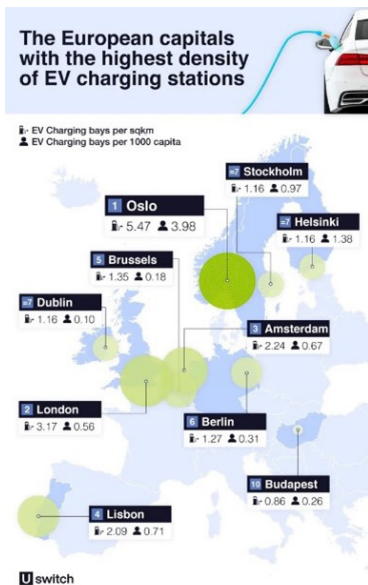 The European capitals
with the highest density
of EV charging stations
EV Charging bays per sqkm
EV Charging bays per 1000 capita
=7 Stockholm
1.16 0.97
1 Oslo
5.47 3.98
=7 Helsinki
1.16 1.38
5 Brussels
1.35 0.18
=7 Dublin
1.16 0.10
3 Amsterdam
2.24 0.67
2 London
3.17 0.56
6 Berlin
1.27 0.31
10 Budapest
0.86 0.26
4 Lisbon
2.09 0.71
U switch